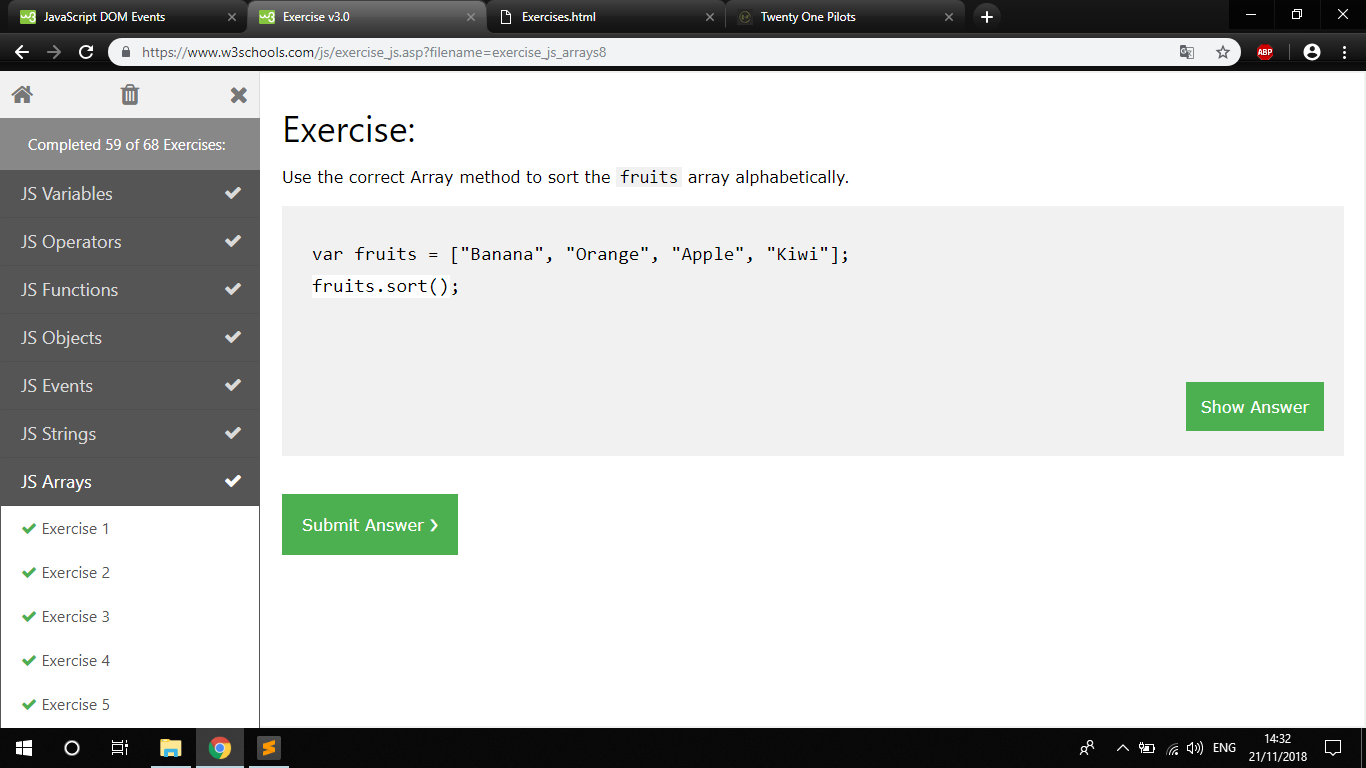 JavaScript DOM Events
Exercise v3.0
Exercises.html
Twenty One Pilots
https://www.w3schools.com/js/exercise_js.asp?filename=exercise_js_arrays8
ABP
Completed 59 of 68 Exercises:
JS Variables
JS Operators
JS Functions
JS Objects
JS Events
JS Strings
JS Arrays
Exercise 1
Exercise 2
Exercise 3
Exercise 4
Exercise 5
Exercise:
Use the correct Array method to sort the fruits array alphabetically.
var fruits = ["Banana", "Orange", "Apple", "Kiwi"];
fruits.sort();
Show Answer
Submit Answer ❯
ENG
14:32
21/11/2018